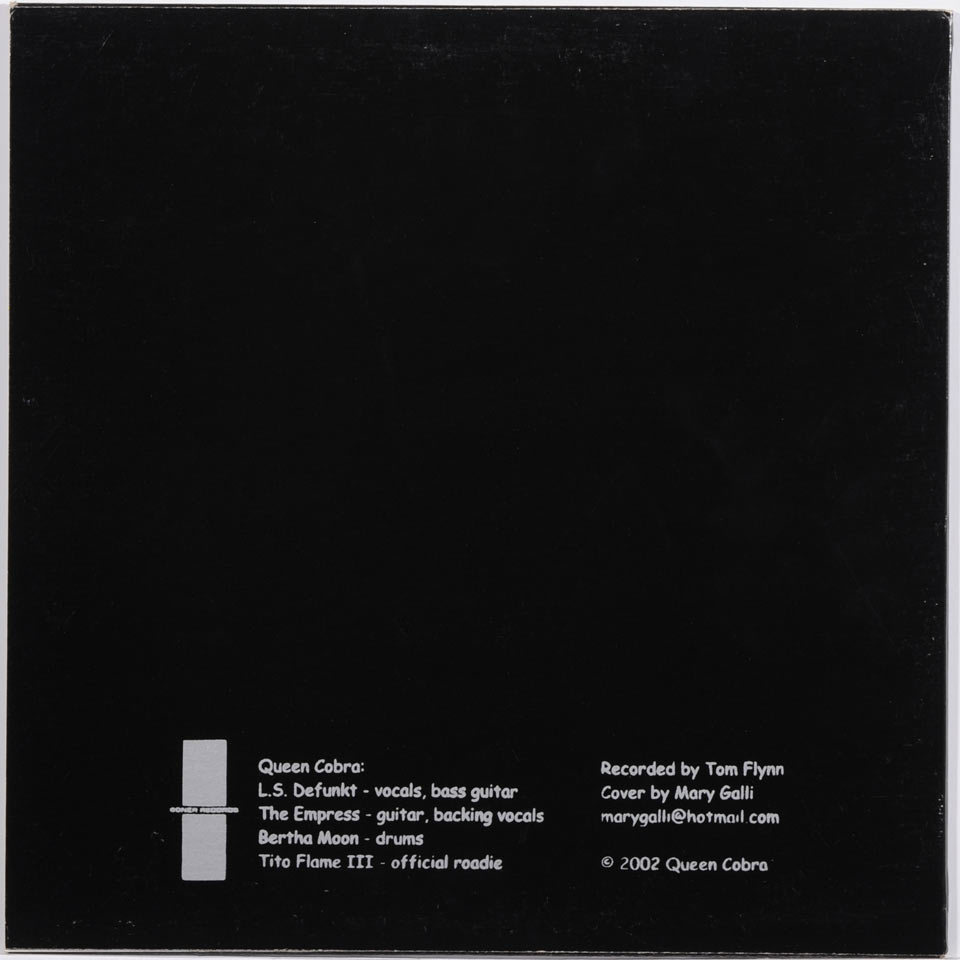 Queen Cobra:
L.S. Defunkt - vocals, bass guitar
The Empress - guitar, backing vocals
Bertha Moon - drums
Tito Flame III - official roadie
Recorded by Tom Flynn
Cover by Mary Galli
marygalli@hotmail.com
© 2002 Queen Cobra
RECORDS